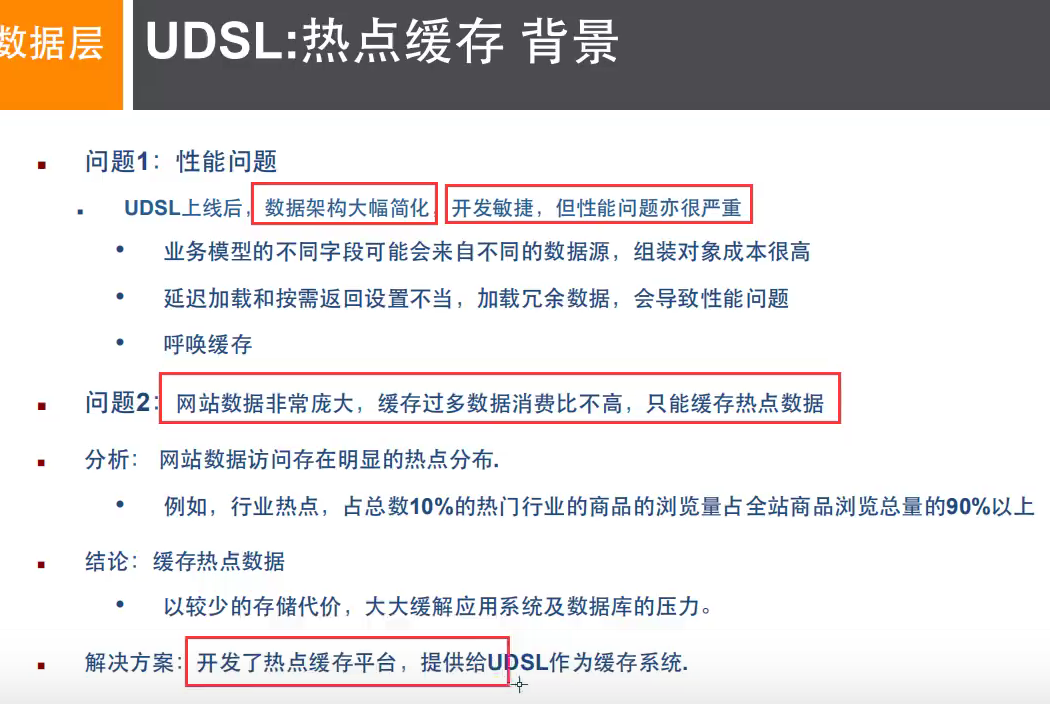 数据层
UDSL:热点缓存 背景
问题1：性能问题
UDSL上线后，数据架构大幅简化，开发敏捷，但性能问题亦很严重
业务模型的不同字段可能会来自不同的数据源，组装对象成本很高
延迟加载和按需返回设置不当，加载冗余数据，会导致性能问题
呼唤缓存
问题2：网站数据非常庞大，缓存过多数据消费比不高，只能缓存热点数据
分析：网站数据访问存在明显的热点分布.
例如，行业热点，占总数10%的热门行业的商品的浏览量占全站商品浏览总量的90%以上
结论：缓存热点数据
以较少的存储代价，大大缓解应用系统及数据库的压力。
解决方案：开发了热点缓存平台，提供给UDSL作为缓存系统.